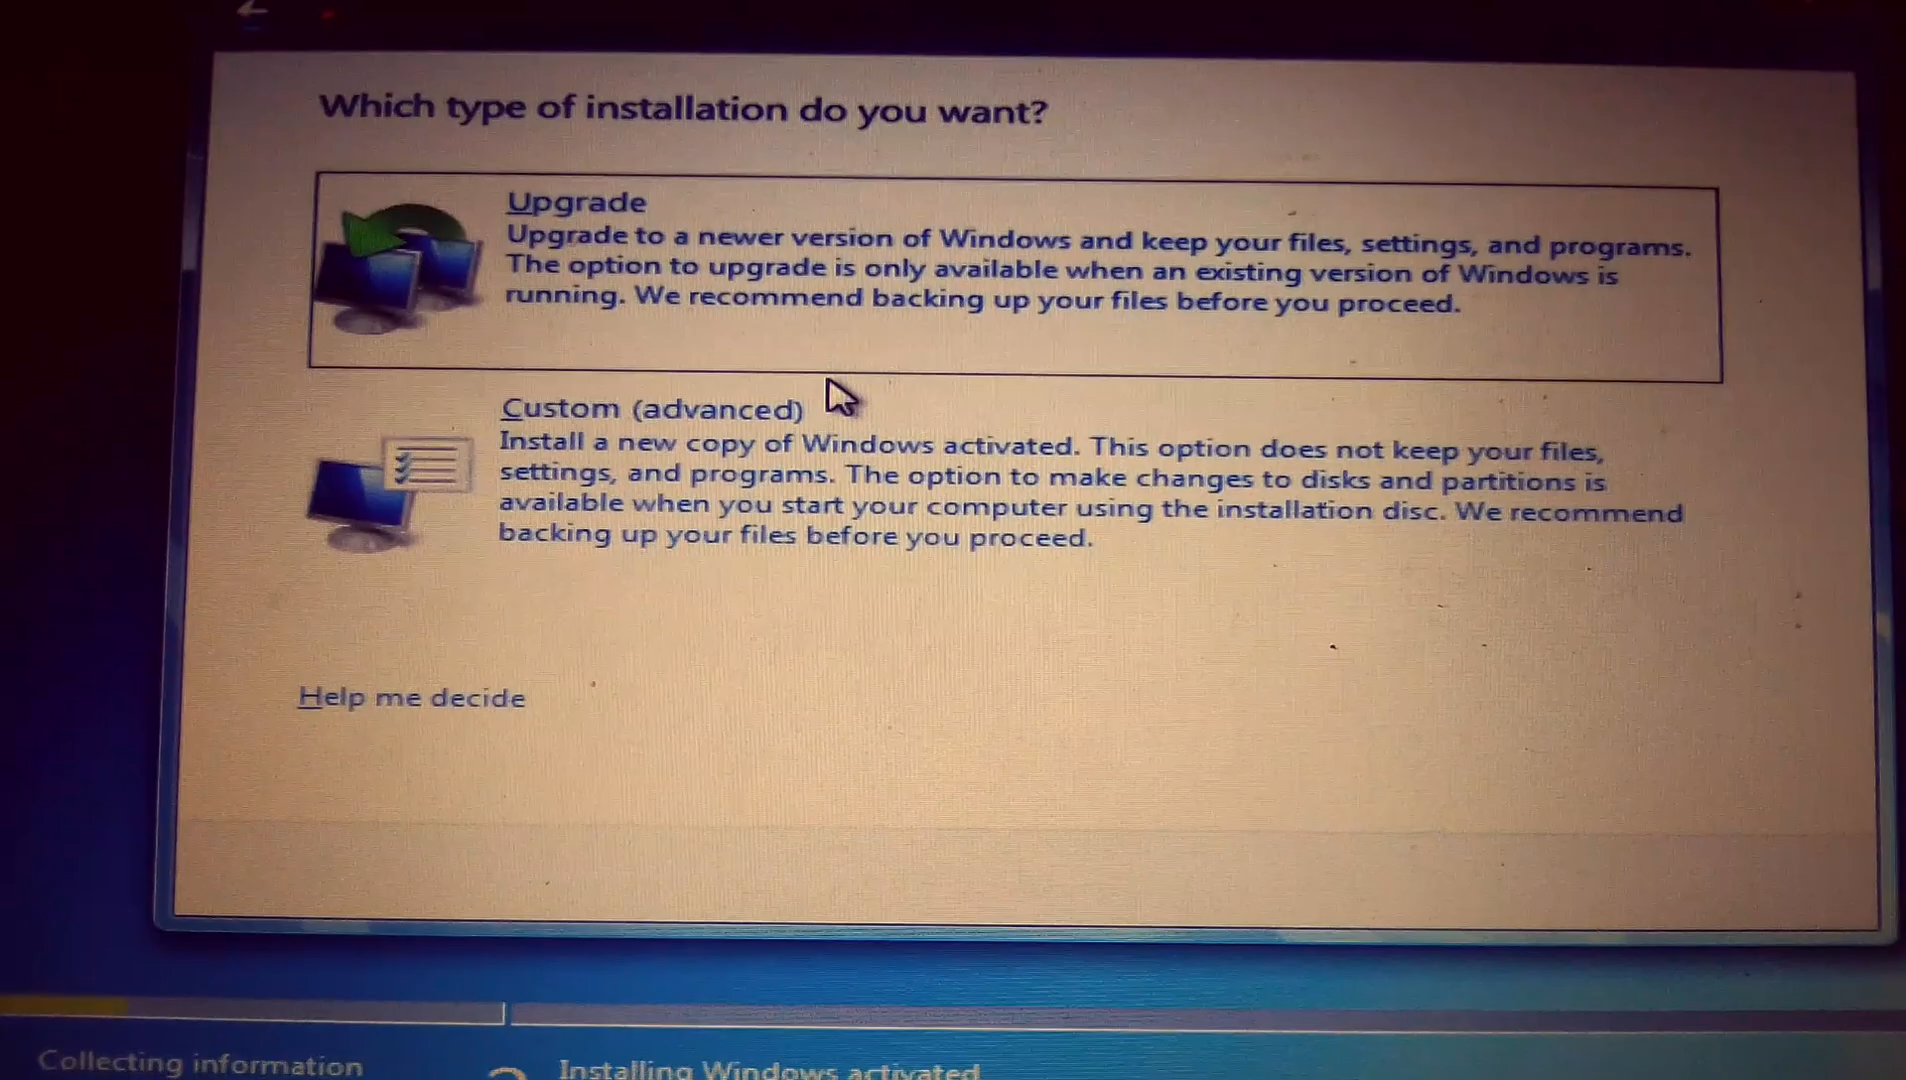 Which type of installation do you want?
Upgrade
Upgrade to a newer version of Windows and keep your files, settings, and programs.
The option to upgrade is only available when an existing version of Windows is
running. We recommend backing up your files before you proceed.
Custom (advanced)
Install a new copy of Windows activated. This option does not keep your files,
settings, and programs. The option to make changes to disks and partitions is
available when you start your computer using the installation disc. We recommend
backing up your files before you proceed.
Help me decide
Collecting information
Installing Windows activated